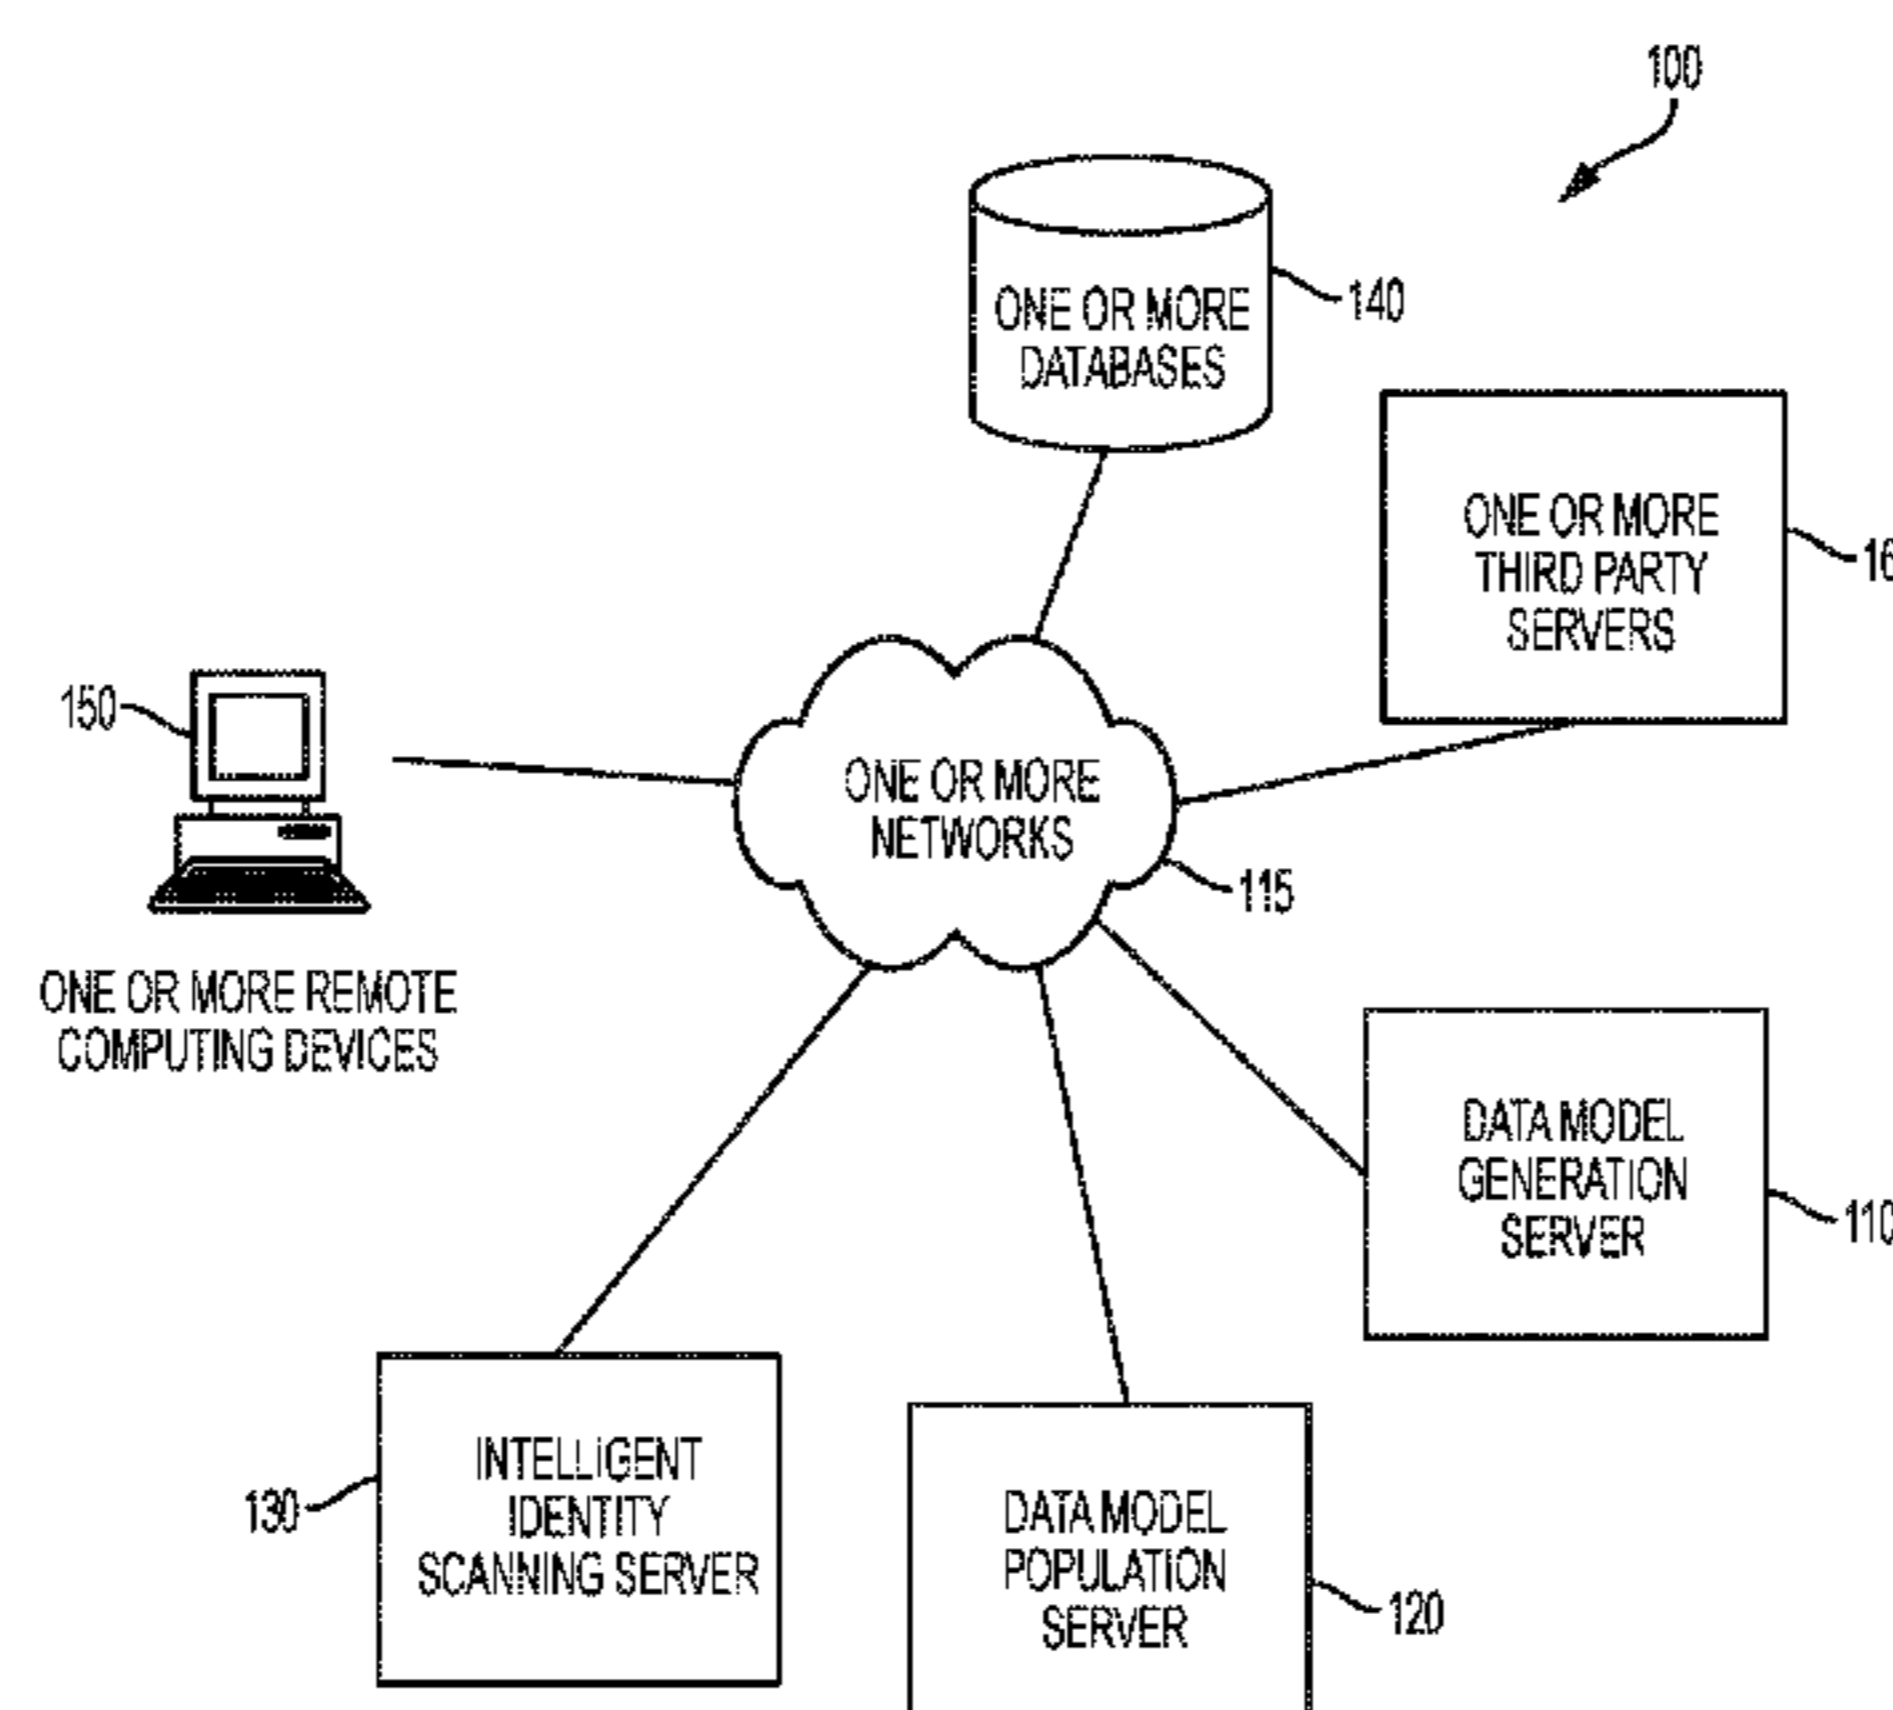 100
ONE OR MORE
DATABASES
140
ONE OR MORE
THIRD PARTY
SERVERS
16
150
ONE OR MORE
NETWORKS
115
ONE OR MORE REMOTE
COMPUTING DEVICES
DATA MODEL
GENERATION
SERVER
110
INTELLIGENT
IDENTITY
SCANNING SERVER
130
DATA MODEL
POPULATION
SERVER
120